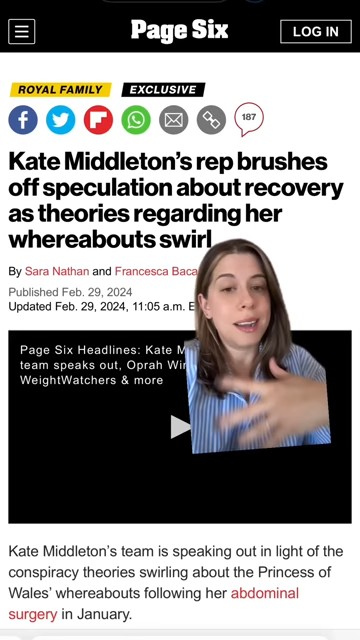 Page Six
LOG IN
ROYAL FAMILY
EXCLUSIVE
187
Kate Middleton's rep brushes
off speculation about recovery
as theories regarding her
whereabouts swirl
By Sara Nathan and Francesca Baca
Published Feb. 29, 2024
Updated Feb. 29, 2024, 11:05 a.m. E
Page Six Headlines: Kate M
team speaks out, Oprah Win
WeightWatchers & more
Kate Middleton's team is speaking out in light of the
conspiracy theories swirling about the Princess of
Wales' whereabouts following her abdominal
surgery in January.